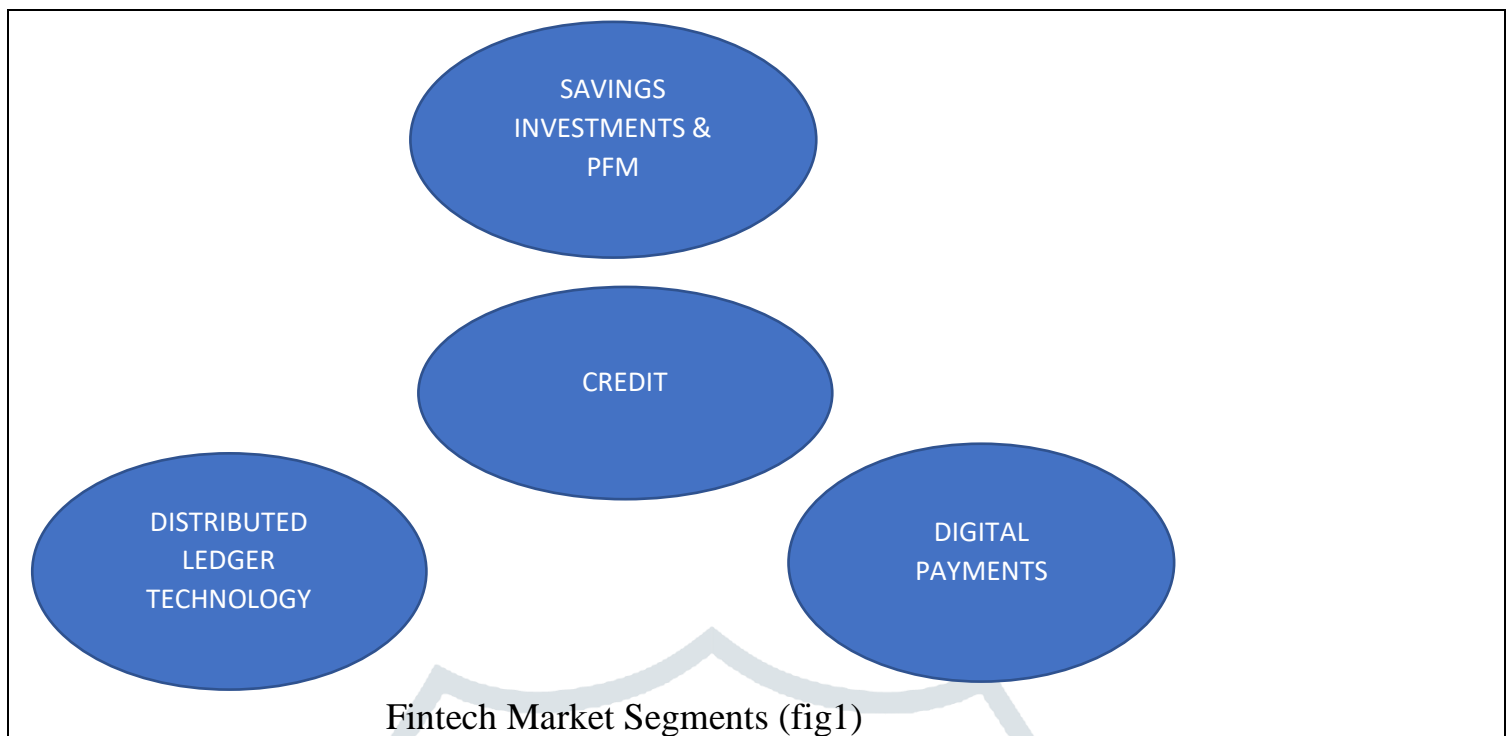 SAVINGS
INVESTMENTS &
PFM
CREDIT
DISTRIBUTED
LEDGER
TECHNOLOGY
DIGITAL
PAYMENTS
Fintech Market Segments (fig1)